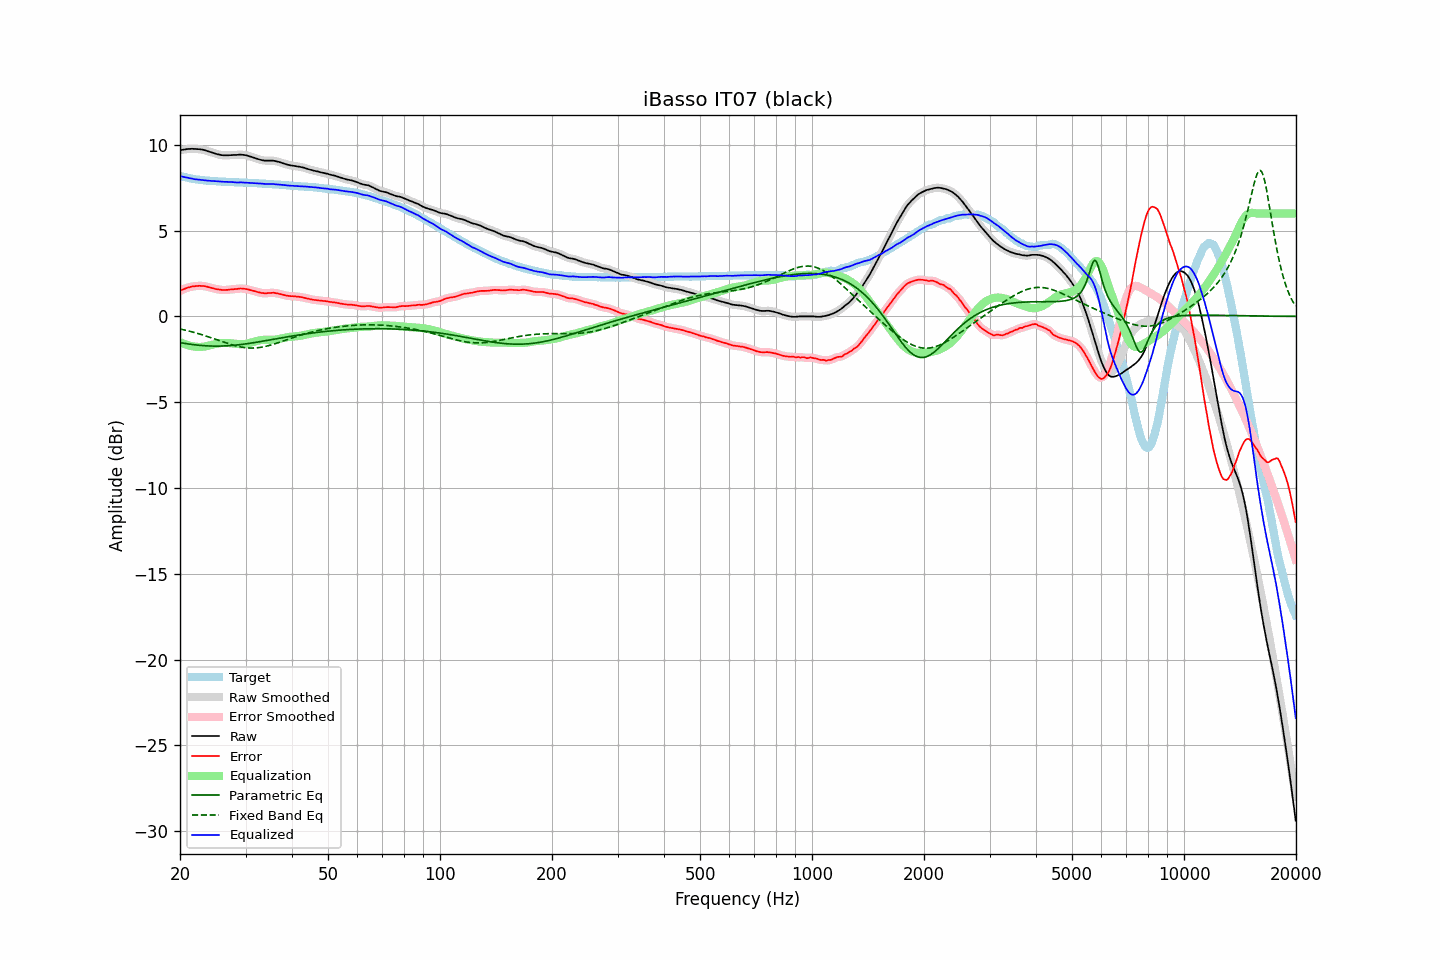 iBasso IT07 (black)
Amplitude (dBr)
10
5
0
−5
−10
−15
−20
−25
−30
Target
Raw Smoothed
Error Smoothed
Raw
Error
Equalization
Parametric Eq
Fixed Band Eq
Equalized
20 50 100 200 500 1000 2000 5000 10000 20000
Frequency (Hz)